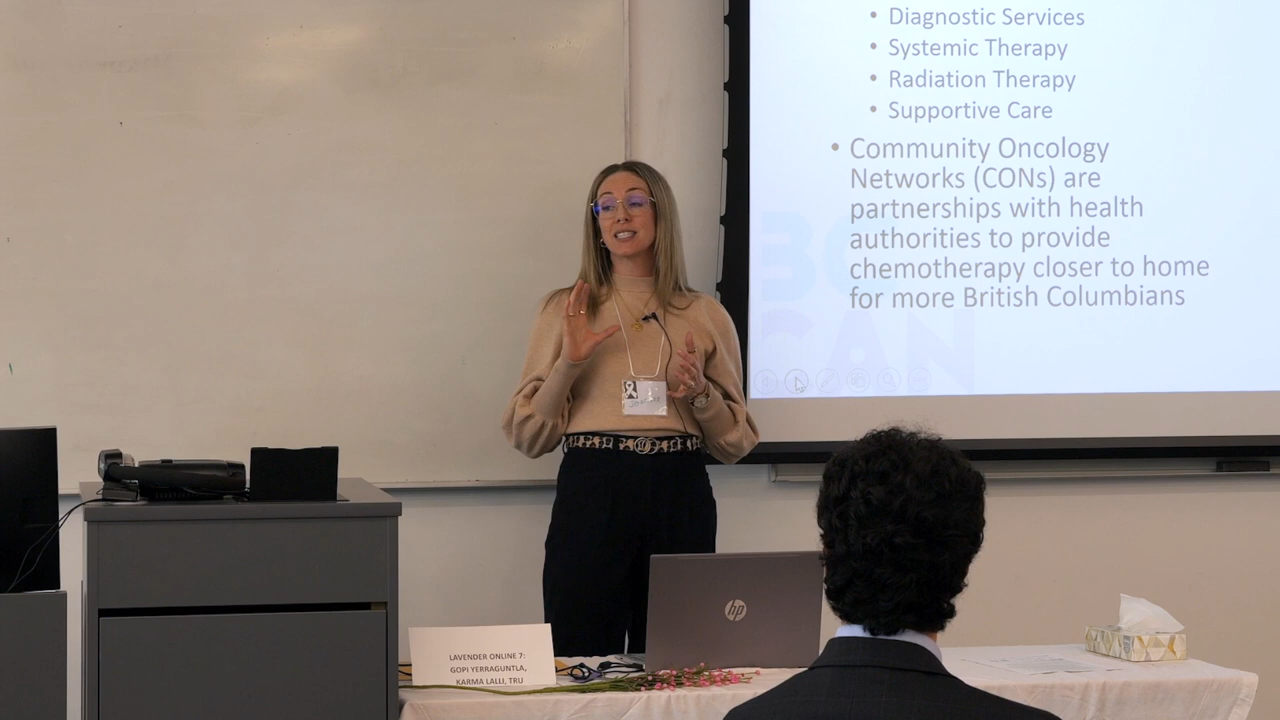 • Diagnostic Services
• Systemic Therapy
• Radiation Therapy
• Supportive Care
• Community Oncology
Networks (CONs) are
partnerships with health
authorities to provide
chemotherapy closer to home
for more British Columbians
hp
LAVENDER ONLINE 7:
GOPI YERRAGUNTLA,
KARMA LALLI, TRU